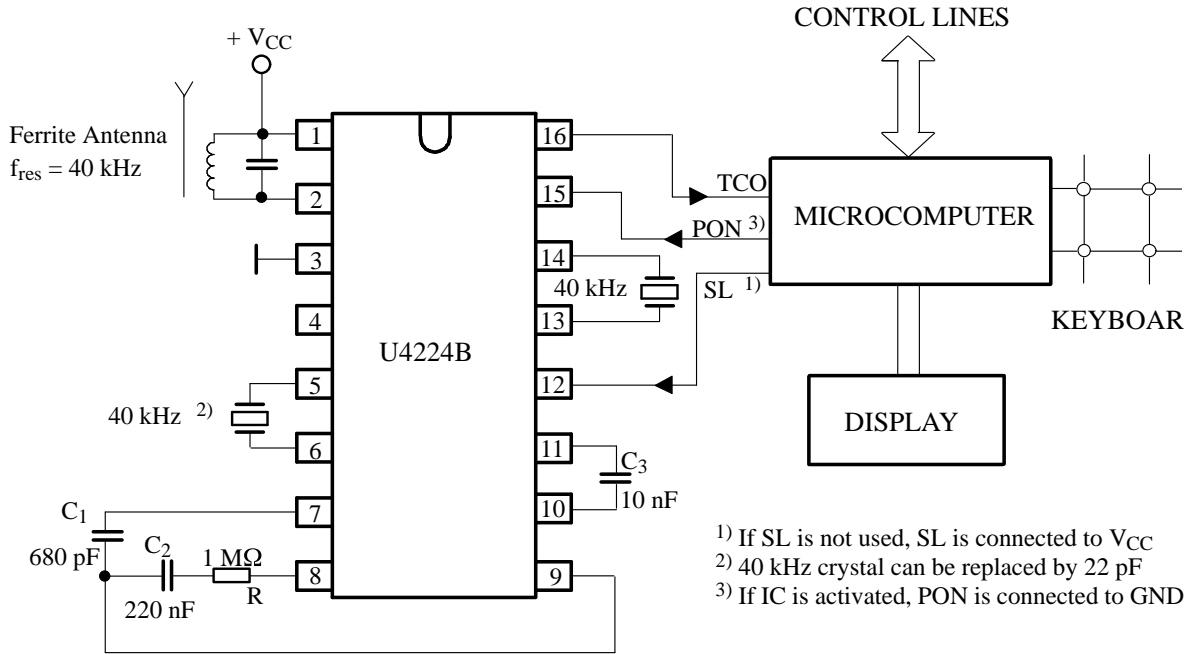 CONTROL LINES
+ VCC
Ferrite Antenna
fres = 40 kHz
1
2
3
4
5
6
7
8
16
15
14
13
12
11
10
9
U4224B
TCO
PON 3)
SL 1)
MICROCOMPUTER
KEYBOAR
DISPLAY
40 kHz
40 kHz 2)
C3
10 nF
C1
680 pF
C2
220 nF
1 MΩ
R
1) If SL is not used, SL is connected to VCC
2) 40 kHz crystal can be replaced by 22 pF
3) If IC is activated, PON is connected to GND